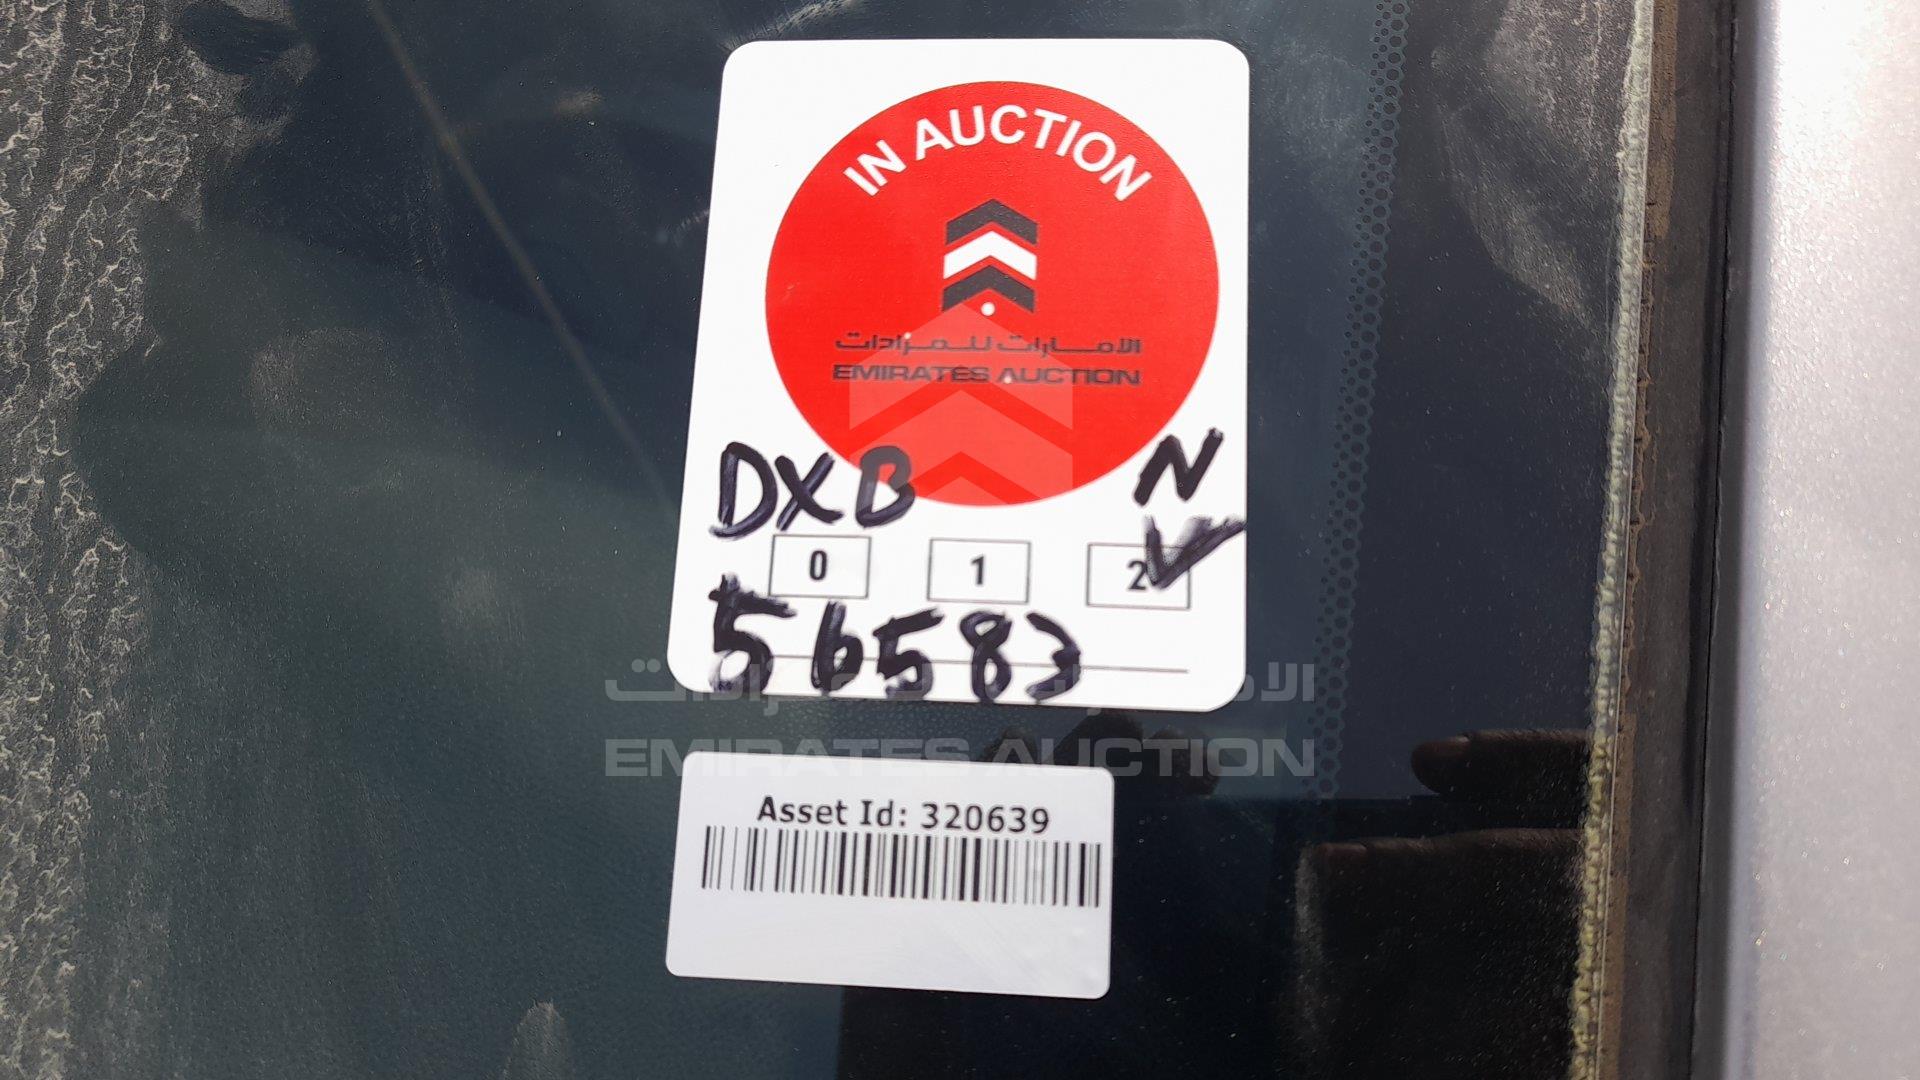 IN AUCTION
الامارات للمزادات
EMIRATES AUCTION
DXB N
0 1 2
56583
الامارات للمزادات
EMIRATES AUCTION
Asset Id: 320639